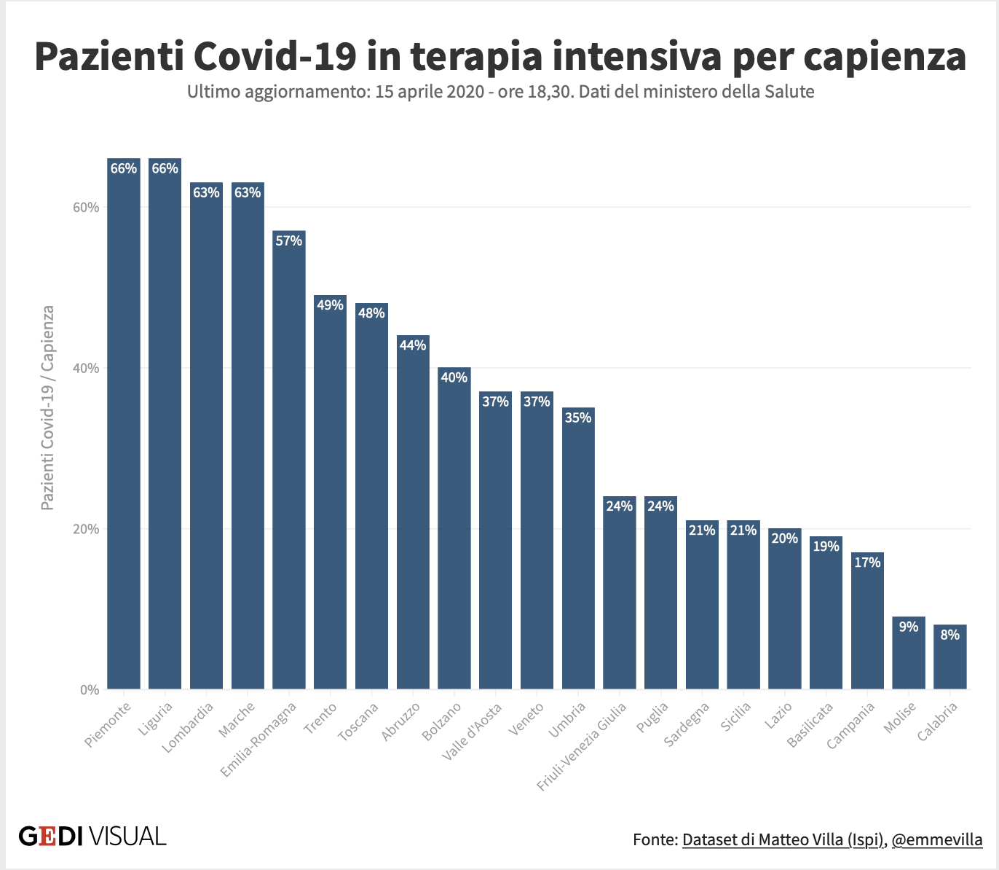 Pazienti Covid-19 in terapia intensiva per capienza
Ultimo aggiornamento: 15 aprile 2020 - ore 18,30. Dati del ministero della Salute
Pazienti Covid-19 / Capienza
60%
40%
20%
0%
66%
66%
63%
63%
57%
49%
48%
44%
40%
37%
37%
35%
24%
24%
21%
21%
20%
19%
17%
9%
8%
Piemonte
Liguria
Lombardia
Marche
Emilia-Romagna
Trento
Toscana
Abruzzo
Bolzano
Valle d'Aosta
Veneto
Umbria
Friuli-Venezia Giulia
Puglia
Sardegna
Sicilia
Lazio
Basilicata
Campania
Molise
Calabria
GEDI VISUAL
Fonte: Dataset di Matteo Villa (Ispi), @emmevilla